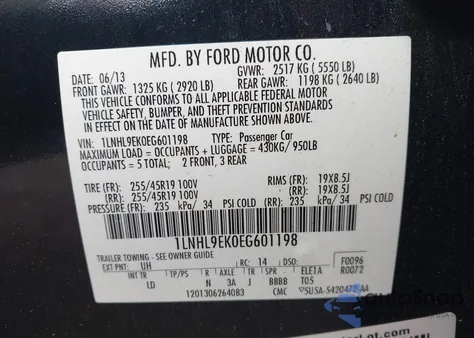 MFD. BY FORD MOTOR CO.
06/13 GVWR: 2517 KG (5550 LB)
FRONT GAWR: 1325 KG (2920 LB) REAR GAWR: 1198 KG (2640 LB)
THIS VEHICLE CONFORMS TO ALL APPLICABLE FEDERAL MOTOR
VEHICLE SAFETY, BUMPER, AND THEFT PREVENTION STANDARDS
IN EFFECT ON THE DATE OF MANUFACTURE SHOWN ABOVE.
VIN: 1LNHL9EK0EG601198 TYPE: Passenger Car
MAXIMUM LOAD = OCCUPANTS + LUGGAGE = 430KG/ 950LB
OCCUPANTS = 5 TOTAL: 2 FRONT, 3 REAR
TIRE (FR): 255/45R19 100V RIMS (FR): 19X8.5J
(RR): 255/45R19 100V (RR): 19X8.5J
PRESSURE (FR): 235 kPa/ 34 PSI COLD (RR): 235 kPa/ 34 PSI COLD
1LNHL9EK0EG601198
TRAILER TOWING - SEE OWNER GUIDE
EXT PNT: UH RC: 14 DSO: F0096
INT TR TP/PS R AXLE TR SPR ELE1A R0072
LD N 3A J BBBB T05
1201306264083 CMC